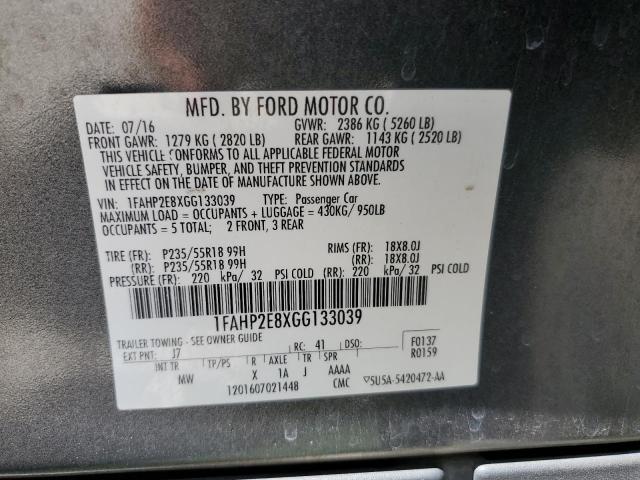 MFD. BY FORD MOTOR CO.
DATE: 07/16 GVWR: 2386 KG ( 5260 LB)
FRONT GAWR: 1279 KG ( 2820 LB) REAR GAWR: 1143 KG ( 2520 LB)
THIS VEHICLE CONFORMS TO ALL APPLICABLE FEDERAL MOTOR
VEHICLE SAFETY, BUMPER, AND THEFT PREVENTION STANDARDS
IN EFFECT ON THE DATE OF MANUFACTURE SHOWN ABOVE.
VIN: 1FAHP2E8XGG133039 TYPE: Passenger Car
MAXIMUM LOAD = OCCUPANTS + LUGGAGE = 430KG/ 950LB
OCCUPANTS = 5 TOTAL; 2 FRONT, 3 REAR
TIRE (FR): P235/55R18 99H RIMS (FR): 18X8.0J
(RR): P235/55R18 99H (RR): 18X8.0J
PRESSURE (FR): 220 kPa/ 32 PSI COLD (RR): 220 kPa/ 32 PSI COLD
1FAHP2E8XGG133039
TRAILER TOWING - SEE OWNER GUIDE
EXT PNT: J7 RC: 41 DSO: F0137
INT TR TP/PS R AXLE TR SPR R0159
MW X 1A J AAAA
1201607021448 CMC ▽5U5A-5420472-AA